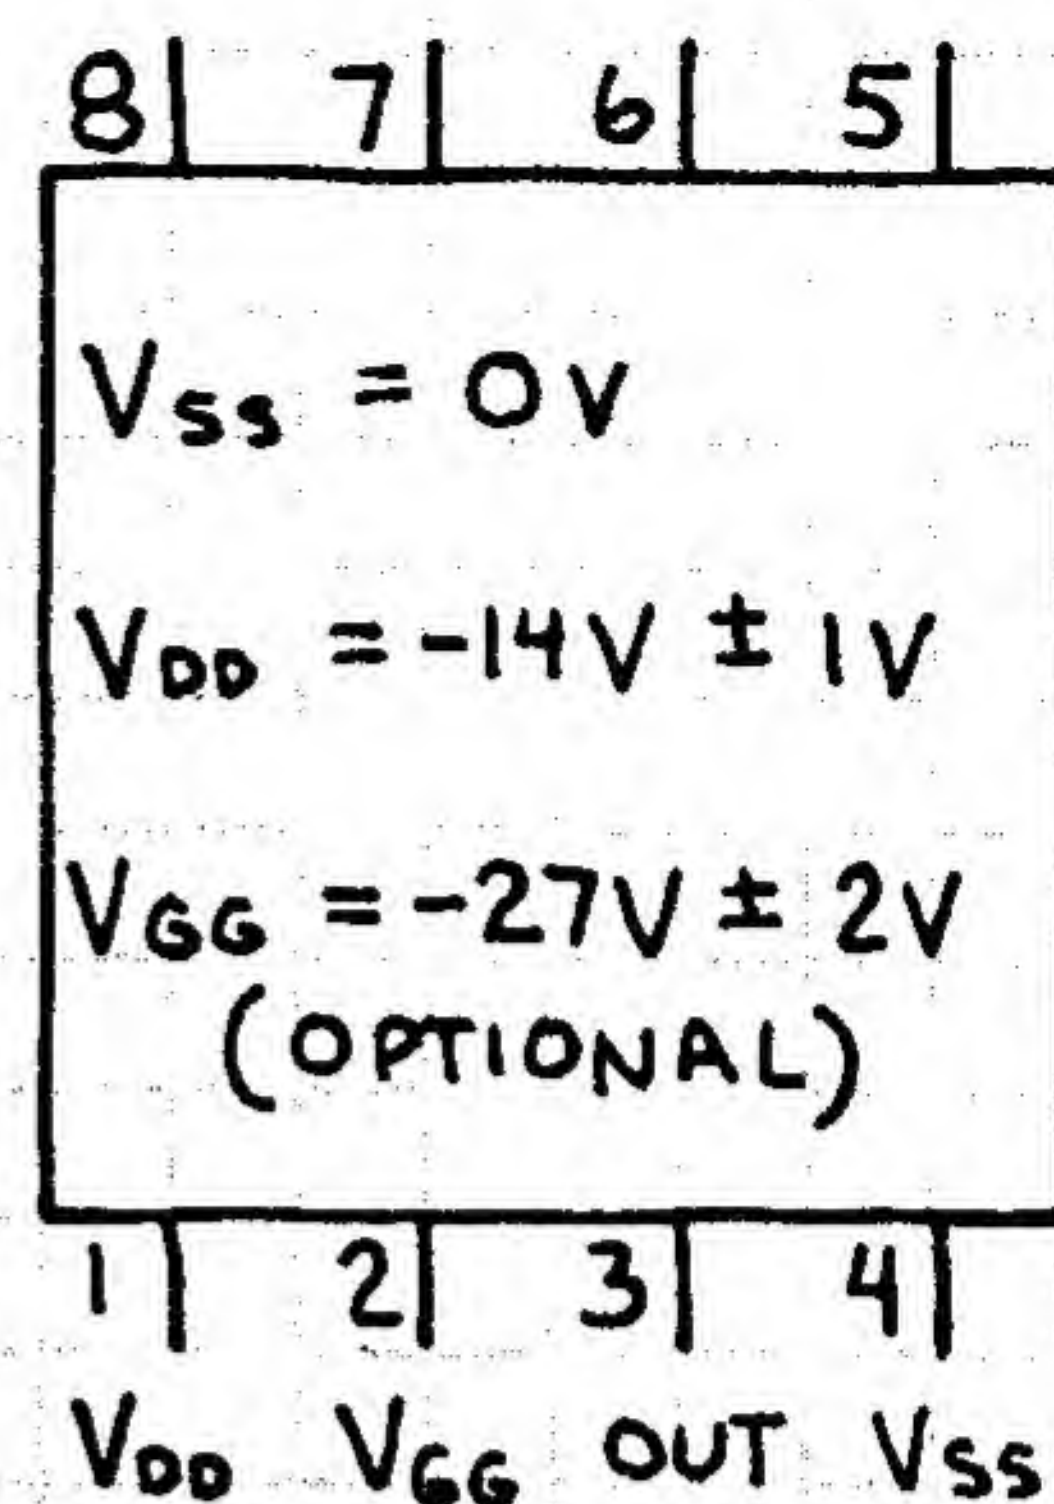 8 7 6 5
VSS = 0V
VDD = -14V ± 1V
VGG = -27V ± 2V
(OPTIONAL)
1 2 3 4
VDD VGG OUT VSS